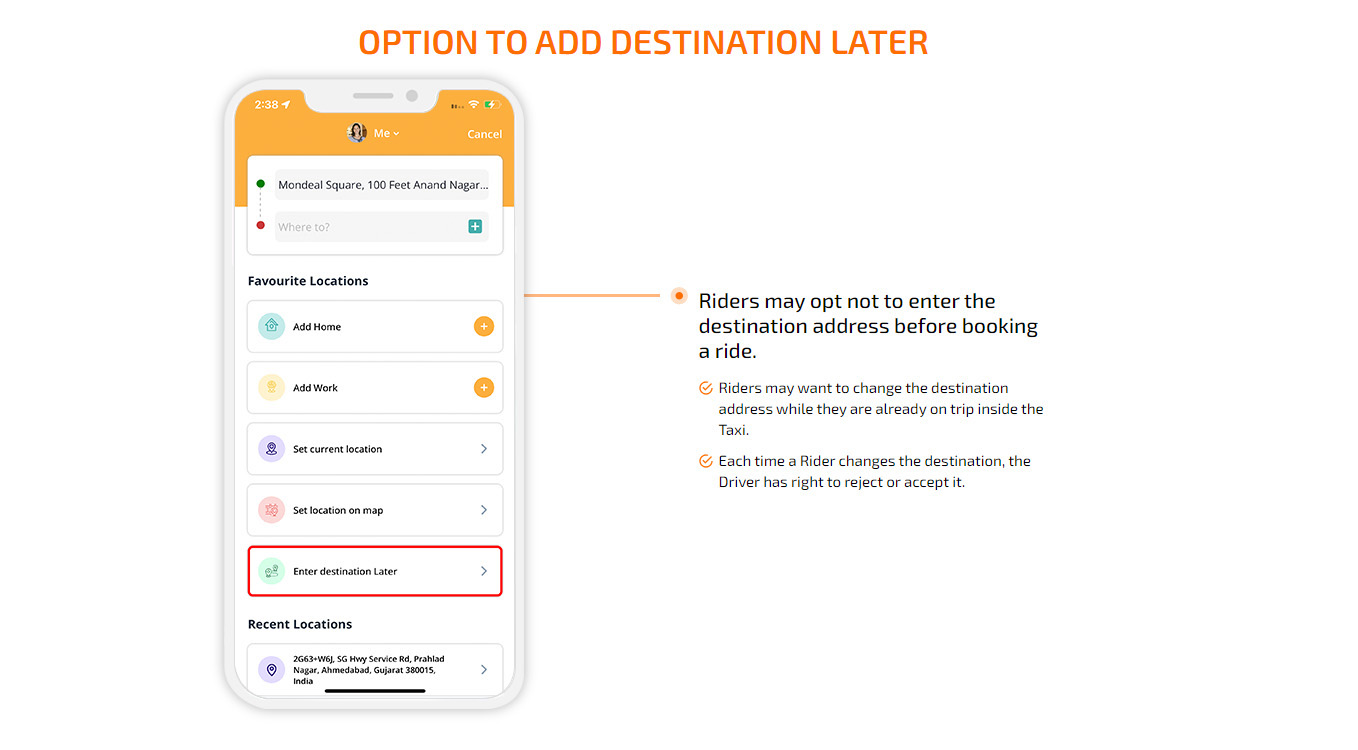 OPTION TO ADD DESTINATION LATER
2:38
Me
Cancel
Mondeal Square, 100 Feet Anand Nagar...
Where to?
Favourite Locations
Add Home
Add Work
Set current location
Set location on map
Enter destination Later
Recent Locations
2G63+W6J, SG Hwy Service Rd, Prahlad
Nagar, Ahmedabad, Gujarat 380015,
India
Riders may opt not to enter the
destination address before booking
a ride.
Riders may want to change the destination
address while they are already on trip inside the
Taxi.
Each time a Rider changes the destination, the
Driver has right to reject or accept it.